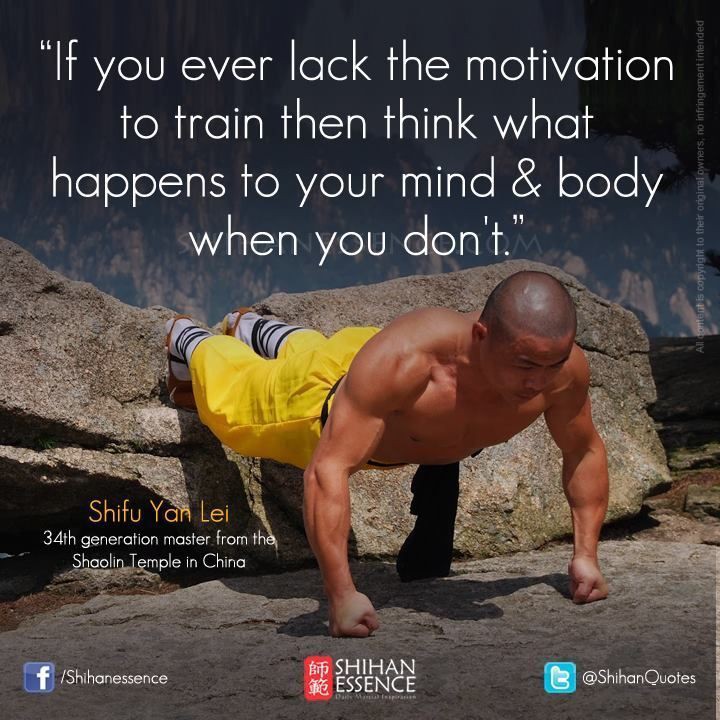 “If you ever lack the motivation
to train then think what
happens to your mind & body
when you don't.”
SHIHANESSENCE.COM
All content is copyright to their original owners, no infringement intended
Shifu Yan Lei
34th generation master from the
Shaolin Temple in China
f /Shihanessence
師範
SHIHAN
ESSENCE
Daily Martial Inspiration
@ShihanQuotes